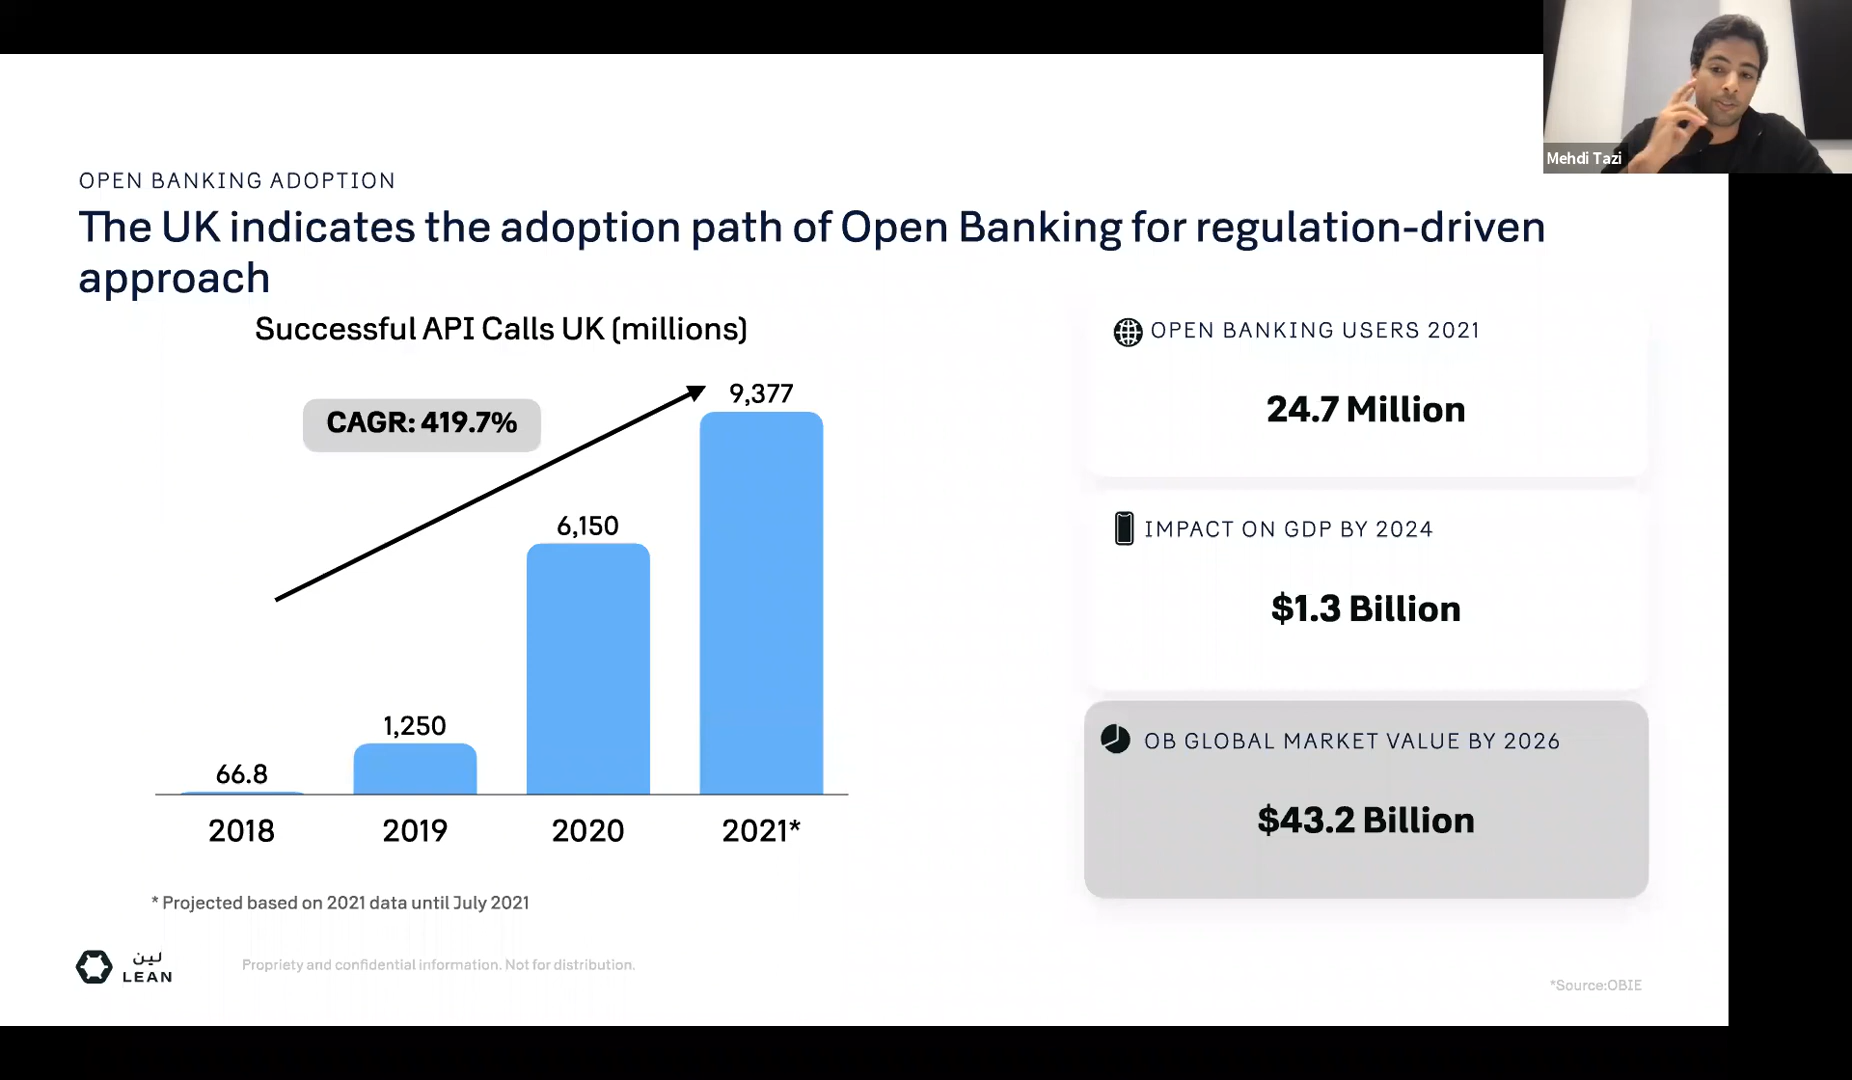 Mehdi Tazi
OPEN BANKING ADOPTION
The UK indicates the adoption path of Open Banking for regulation-driven
approach
Successful API Calls UK (millions)
CAGR: 419.7%
66.8
1,250
6,150
9,377
2018
2019
2020
2021*
* Projected based on 2021 data until July 2021
OPEN BANKING USERS 2021
24.7 Million
IMPACT ON GDP BY 2024
$1.3 Billion
OB GLOBAL MARKET VALUE BY 2026
$43.2 Billion
لين
LEAN
Propriety and confidential information. Not for distribution.
*Source:OBIE